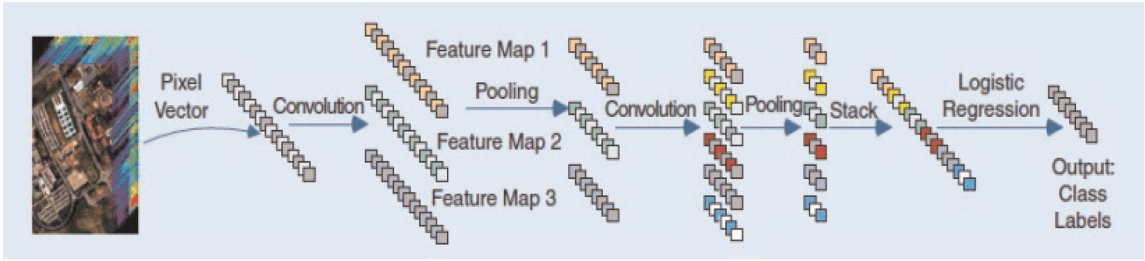 Pixel
Vector
Convolution
Feature Map 1
Feature Map 2
Feature Map 3
Pooling
Convolution
Pooling
Stack
Logistic
Regression
Output:
Class
Labels